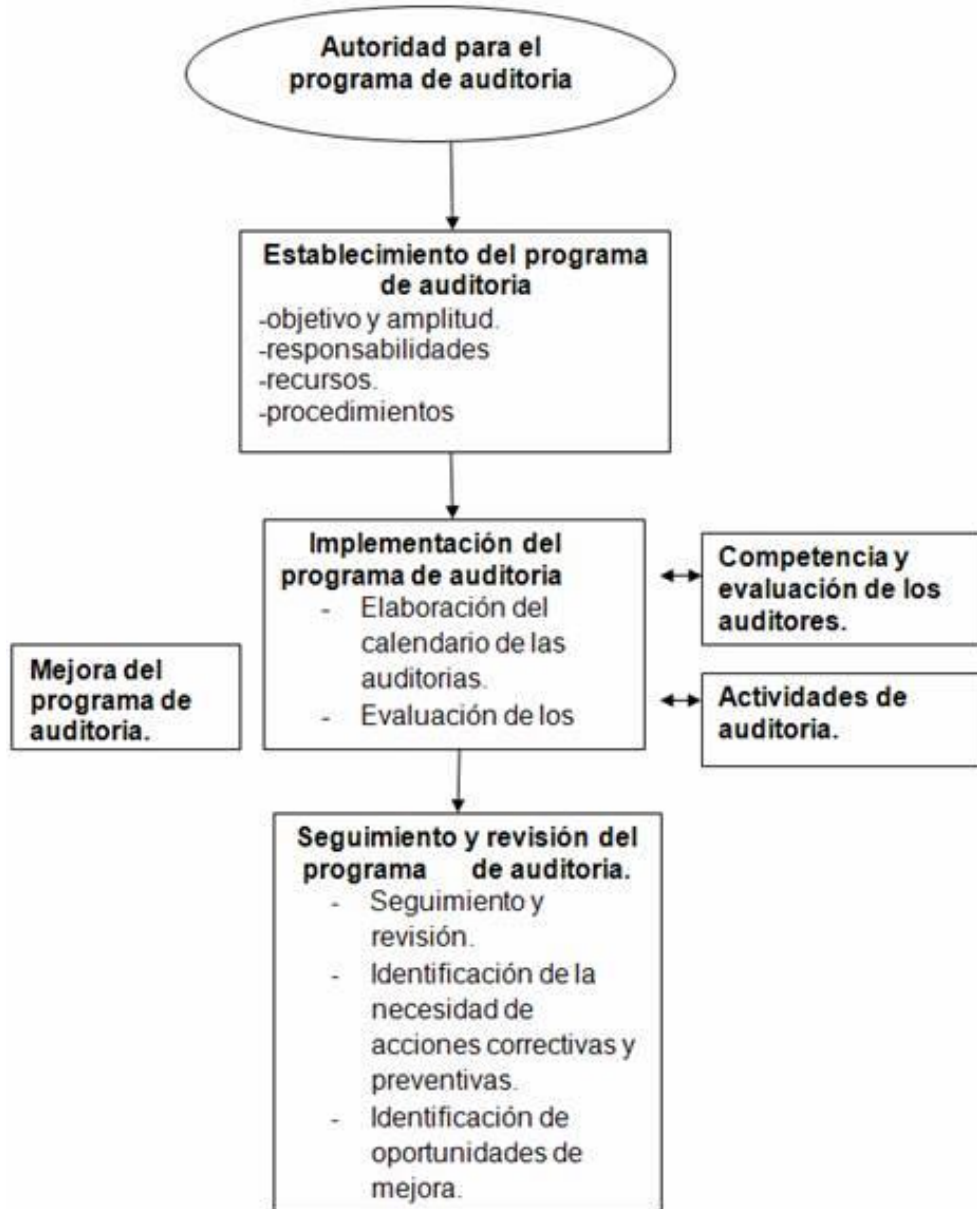 Autoridad para el
programa de auditoria
Establecimiento del programa
de auditoria
-objetivo y amplitud.
-responsabilidades
-recursos.
-procedimientos
Implementación del
programa de auditoria
- Elaboración del
calendario de las
auditorias.
- Evaluación de los
Competencia y
evaluación de los
auditores.
Mejora del
programa de
auditoria.
Actividades de
auditoria.
Seguimiento y revisión del
programa de auditoria.
- Seguimiento y
revisión.
- Identificación de la
necesidad de
acciones correctivas y
preventivas.
- Identificación de
oportunidades de
mejora.